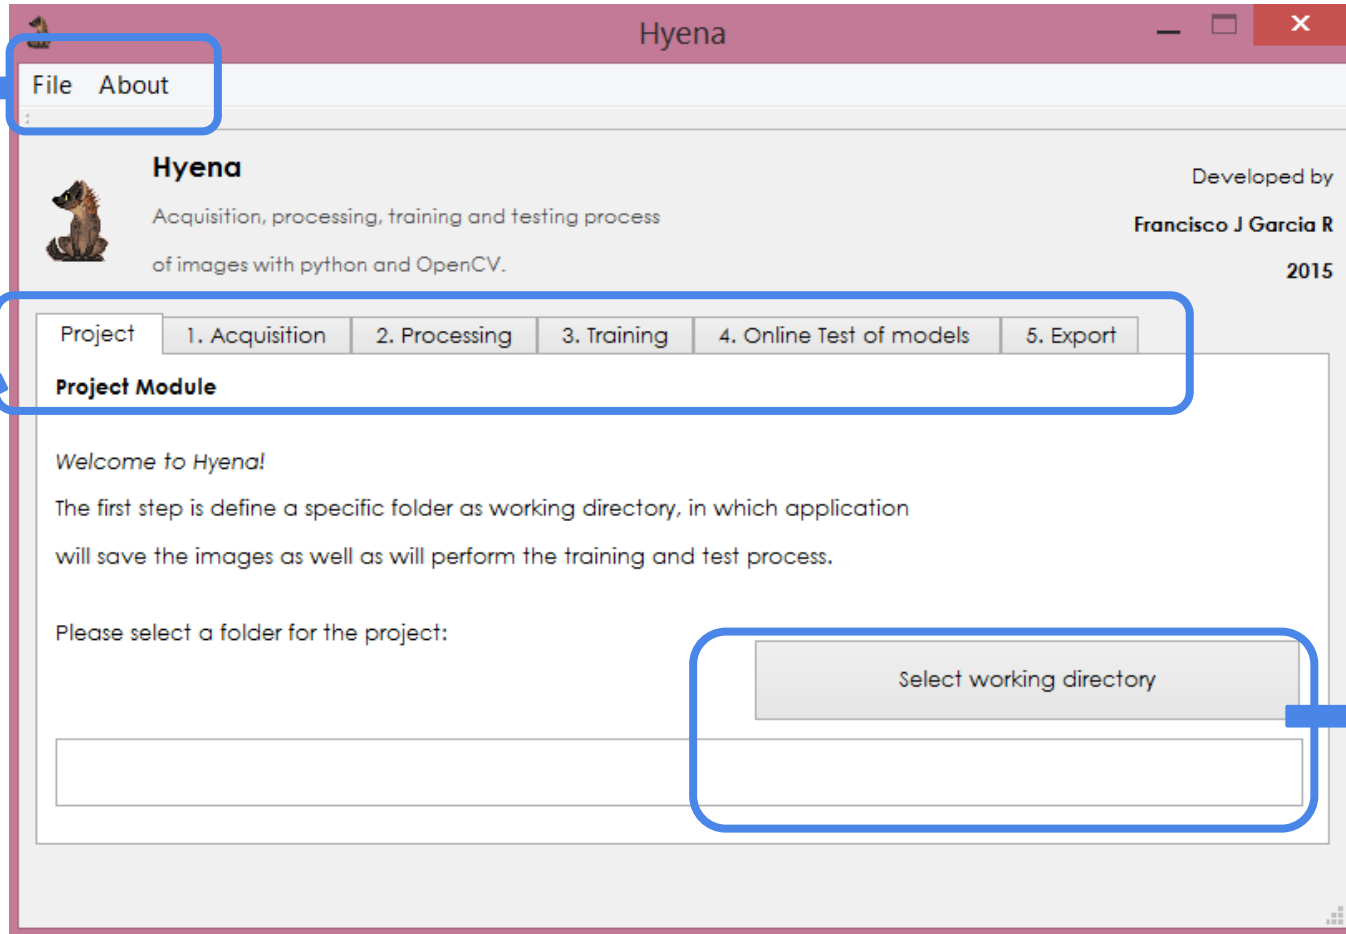 Hyena
File About
Hyena
Acquisition, processing, training and testing process
of images with python and OpenCV.
Developed by
Francisco J Garcia R
2015
Project 1. Acquisition 2. Processing 3. Training 4. Online Test of models 5. Export
Project Module
Welcome to Hyena!
The first step is define a specific folder as working directory, in which application
will save the images as well as will perform the training and test process.
Please select a folder for the project:
Select working directory